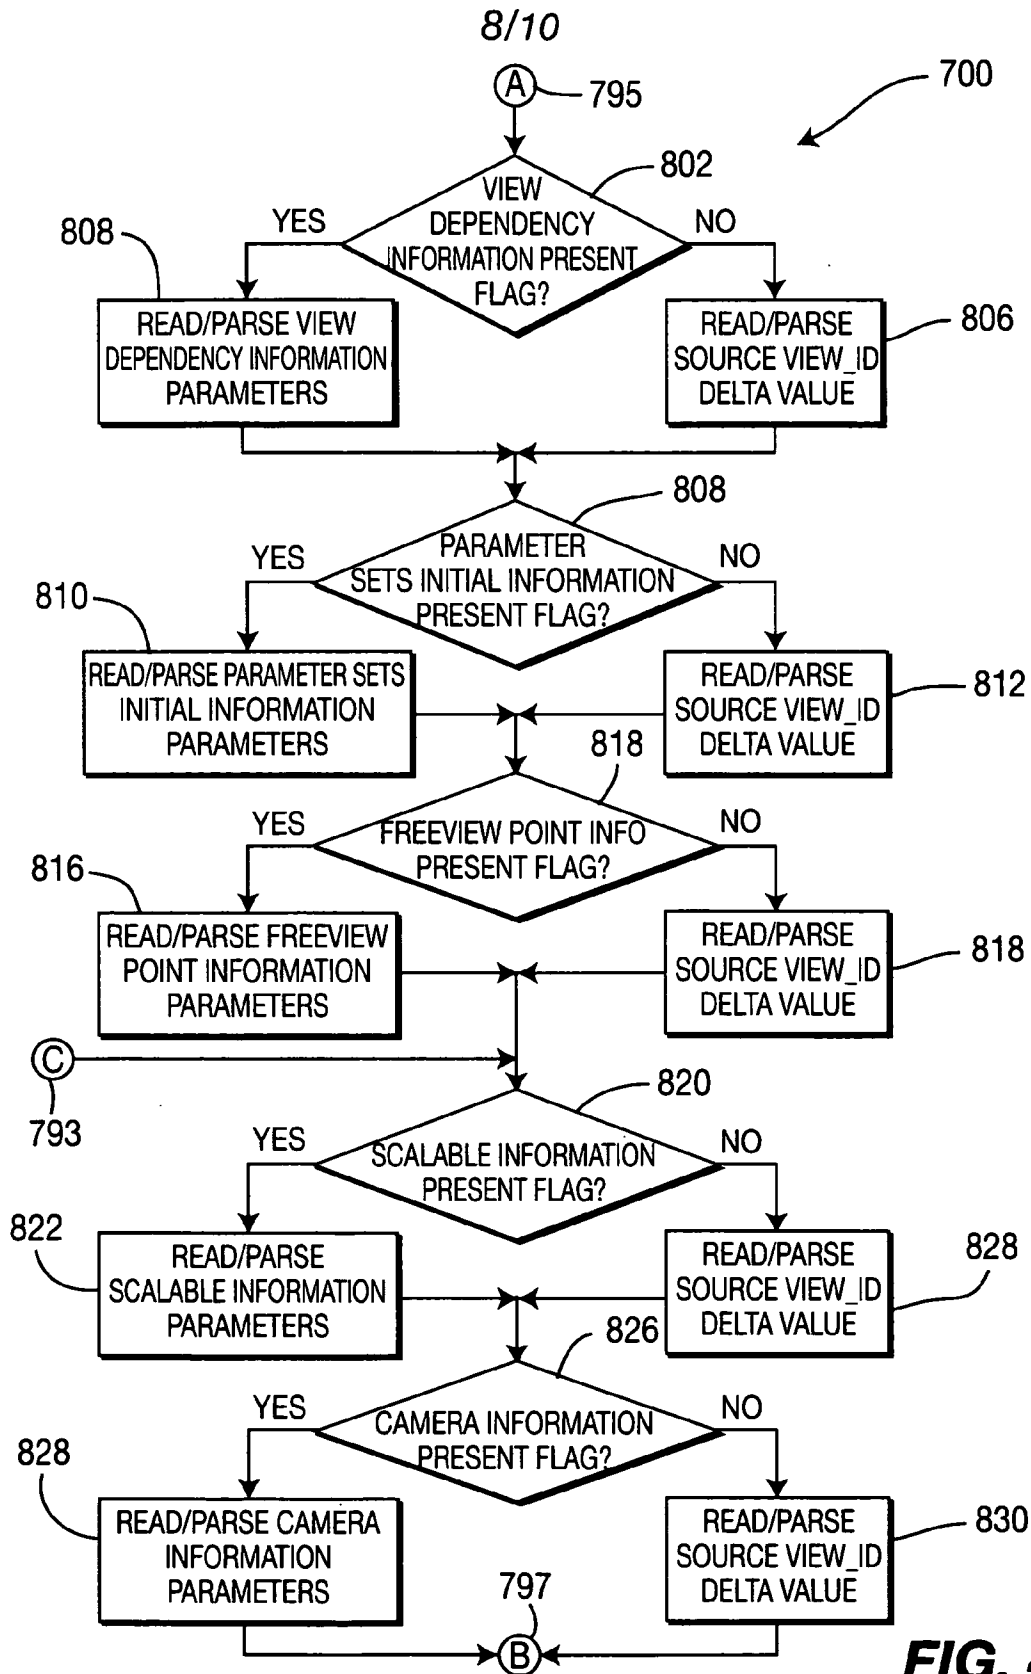 8/10
A
795
700
802
VIEW
DEPENDENCY
INFORMATION PRESENT
FLAG?
YES
NO
808
READ/PARSE VIEW
DEPENDENCY INFORMATION
PARAMETERS
READ/PARSE
SOURCE VIEW_ID
DELTA VALUE
806
808
PARAMETER
SETS INITIAL INFORMATION
PRESENT FLAG?
YES
NO
810
READ/PARSE PARAMETER SETS
INITIAL INFORMATION
PARAMETERS
READ/PARSE
SOURCE VIEW_ID
DELTA VALUE
812
818
FREEVIEW POINT INFO
PRESENT FLAG?
YES
NO
816
READ/PARSE FREEVIEW
POINT INFORMATION
PARAMETERS
READ/PARSE
SOURCE VIEW_ID
DELTA VALUE
818
C
793
820
SCALABLE INFORMATION
PRESENT FLAG?
YES
NO
822
READ/PARSE
SCALABLE INFORMATION
PARAMETERS
READ/PARSE
SOURCE VIEW_ID
DELTA VALUE
828
826
CAMERA INFORMATION
PRESENT FLAG?
YES
NO
828
READ/PARSE CAMERA
INFORMATION
PARAMETERS
READ/PARSE
SOURCE VIEW_ID
DELTA VALUE
830
797
B
FIG.